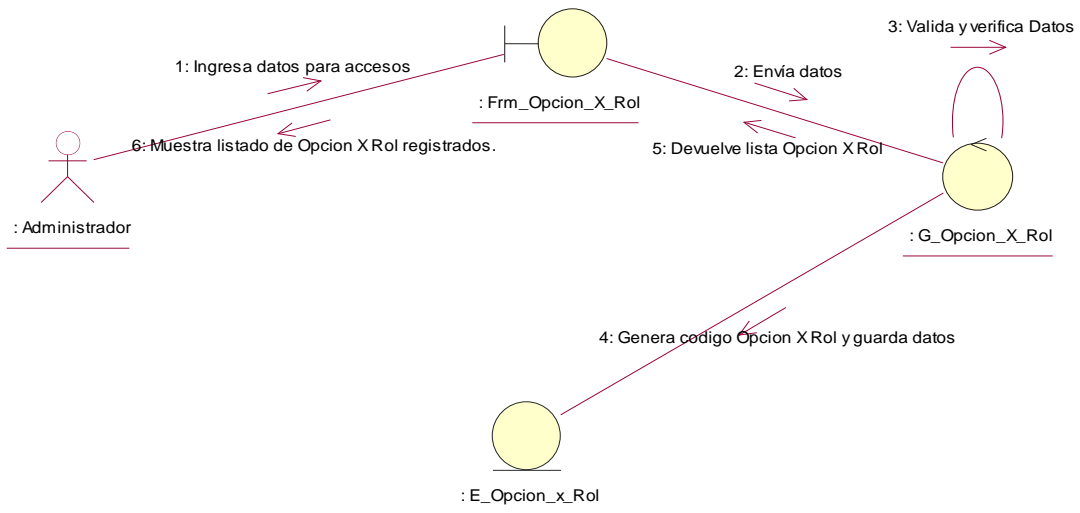 3: Valida y verifica Datos
1: Ingresa datos para accesos
2: Envía datos
: Frm_Opcion_X_Rol
6: Muestra listado de Opcion X Rol registrados.
5: Devuelve lista Opcion X Rol
: Administrador
: G_Opcion_X_Rol
4: Genera codigo Opcion X Rol y guarda datos
: E_Opcion_x_Rol